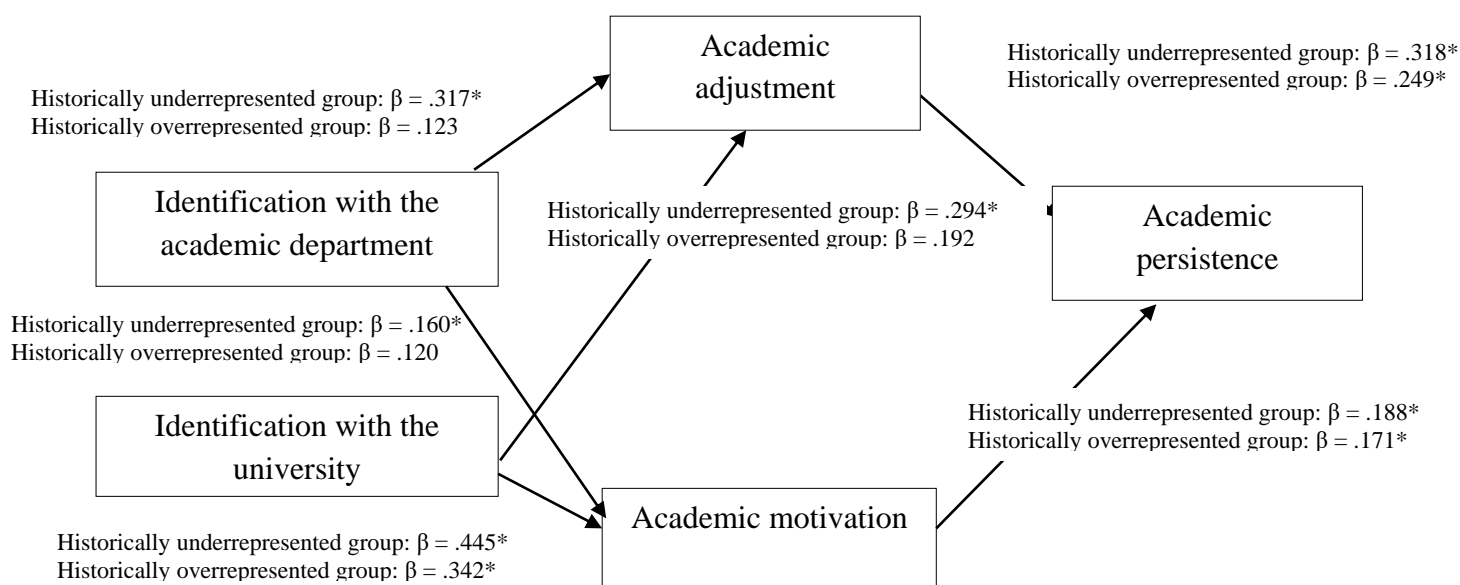 Academic
adjustment
Historically underrepresented group: β = .318*
Historically overrepresented group: β = .249*
Historically underrepresented group: β = .317*
Historically overrepresented group: β = .123
Identification with the
academic department
Historically underrepresented group: β = .294*
Historically overrepresented group: β = .192
Academic
persistence
Historically underrepresented group: β = .160*
Historically overrepresented group: β = .120
Identification with the
university
Historically underrepresented group: β = .188*
Historically overrepresented group: β = .171*
Academic motivation
Historically underrepresented group: β = .445*
Historically overrepresented group: β = .342*